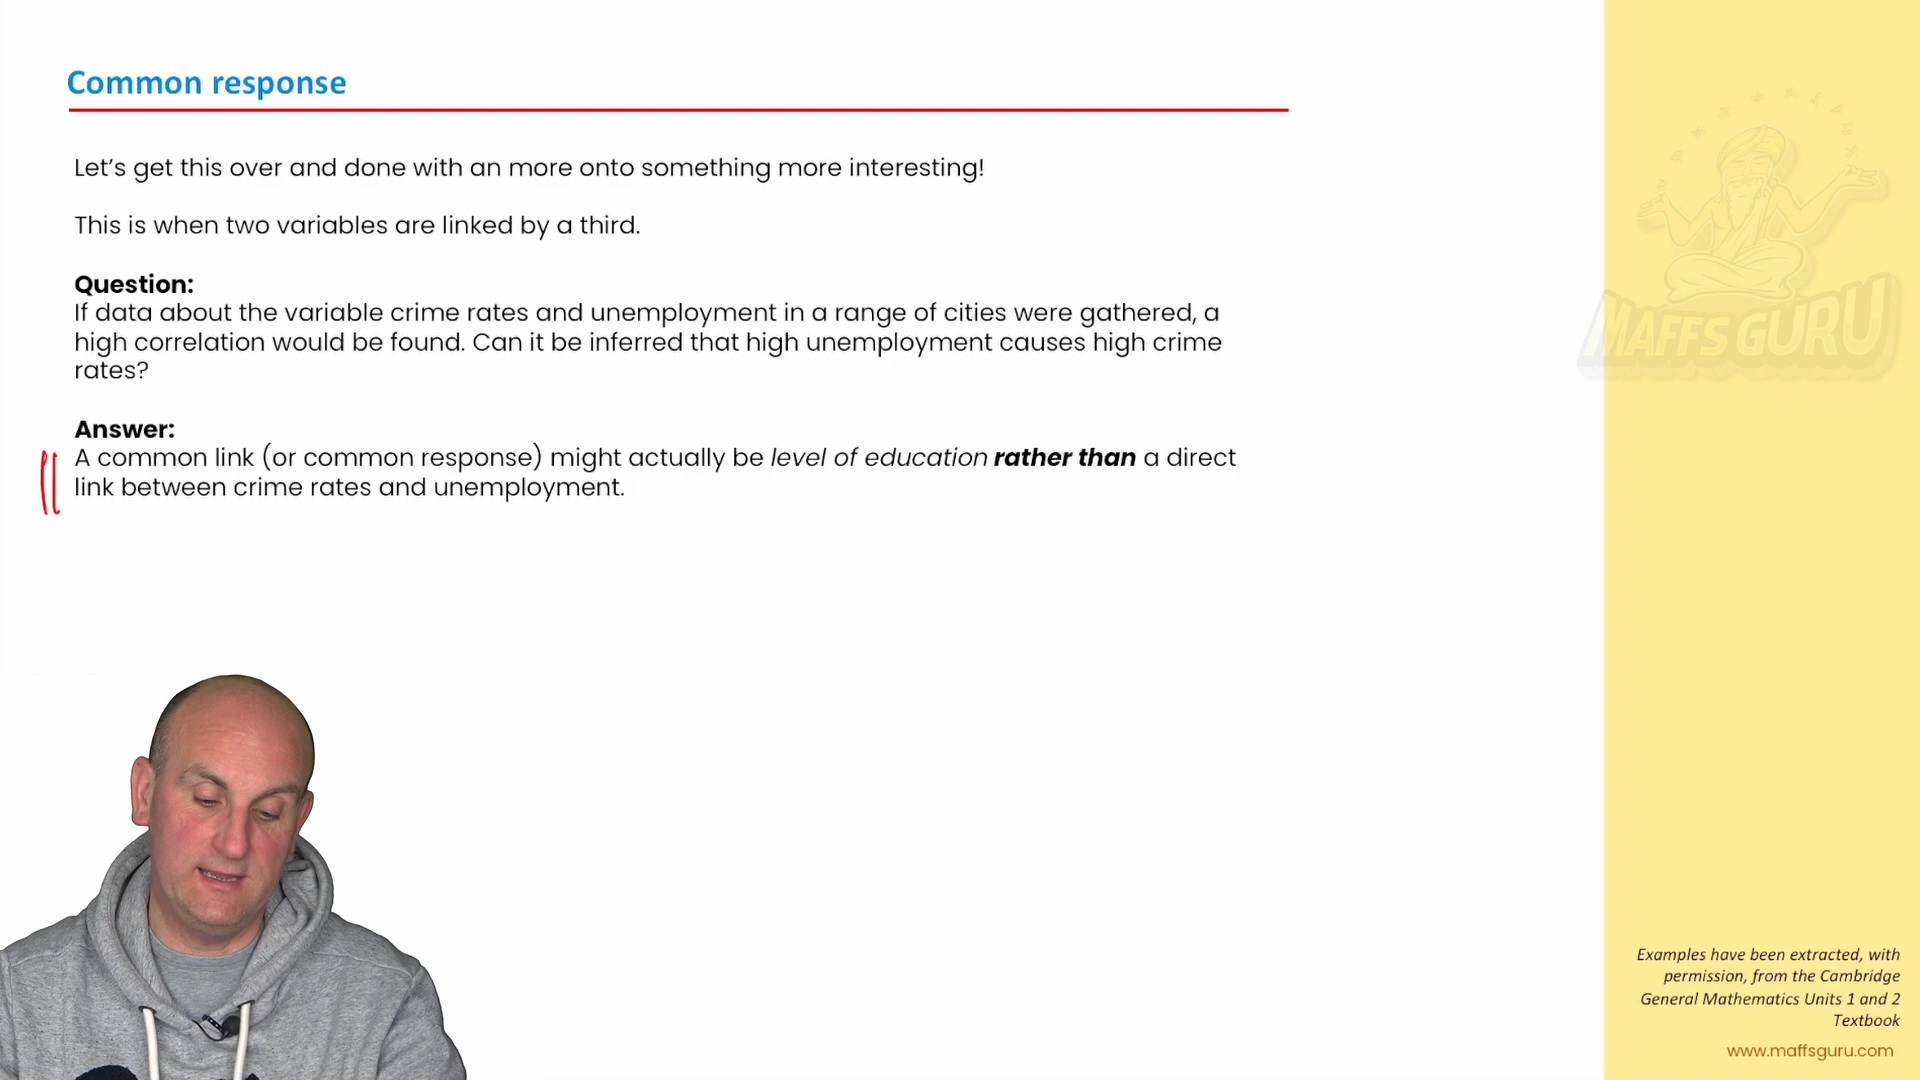 Common response
Let's get this over and done with an more onto something more interesting!
This is when two variables are linked by a third.
Question:
If data about the variable crime rates and unemployment in a range of cities were gathered, a
high correlation would be found. Can it be inferred that high unemployment causes high crime
rates?
Answer:
A common link (or common response) might actually be level of education rather than a direct
link between crime rates and unemployment.
MAFFS GURU
Examples have been extracted, with
permission, from the Cambridge
General Mathematics Units 1 and 2
Textbook
www.maffsguru.com